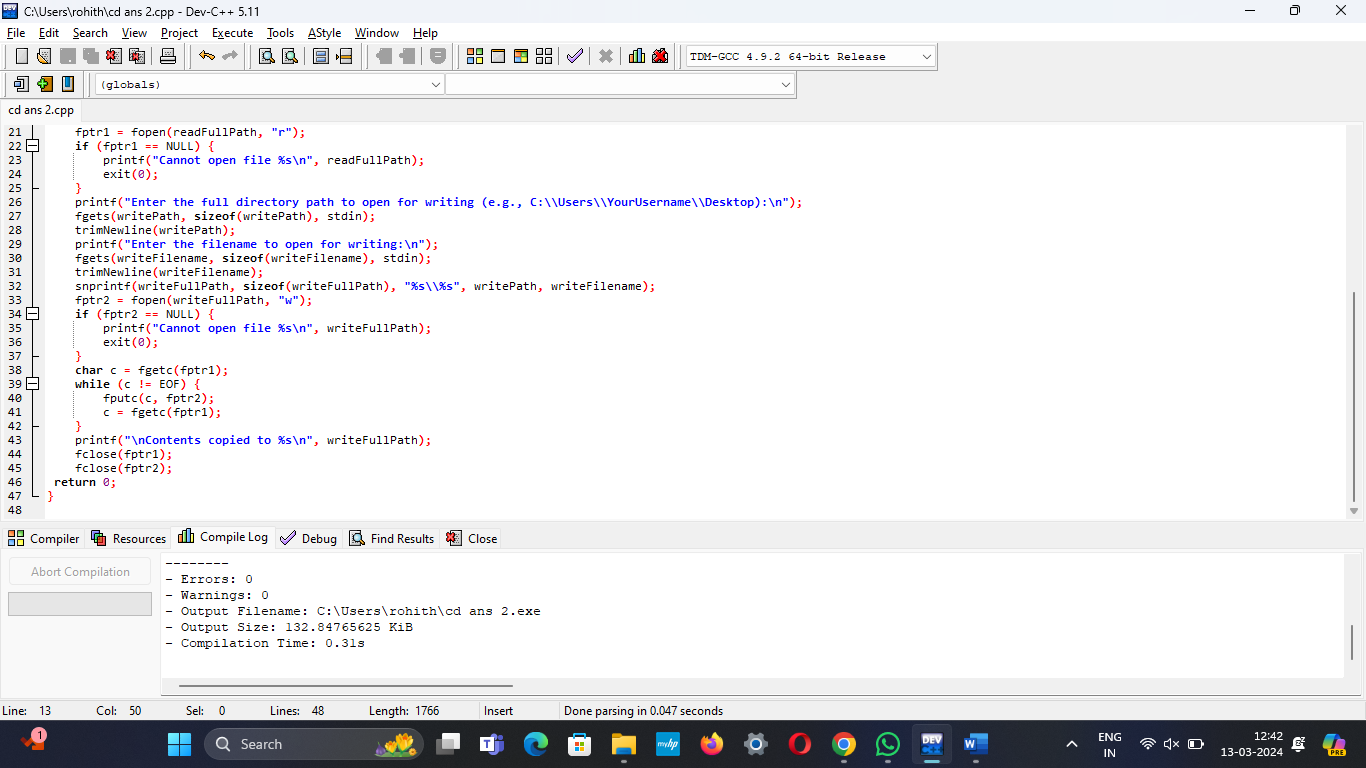 C:\Users\rohith\cd ans 2.cpp - Dev-C++ 5.11
File Edit Search View Project Execute Tools AStyle Window Help
TDM-GCC 4.9.2 64-bit Release
(globals)
cd ans 2.cpp
21 fptr1 = fopen(readFullPath, "r");
22 if (fptr1 == NULL) {
23 printf("Cannot open file %s\n", readFullPath);
24 exit(0);
25 }
26 printf("Enter the full directory path to open for writing (e.g., C:\\Users\\YourUsername\\Desktop):\n");
27 fgets(writePath, sizeof(writePath), stdin);
28 trimNewline(writePath);
29 printf("Enter the filename to open for writing:\n");
30 fgets(writeFilename, sizeof(writeFilename), stdin);
31 trimNewline(writeFilename);
32 snprintf(writeFullPath, sizeof(writeFullPath), "%s\\%s", writePath, writeFilename);
33 fptr2 = fopen(writeFullPath, "w");
34 if (fptr2 == NULL) {
35 printf("Cannot open file %s\n", writeFullPath);
36 exit(0);
37 }
38 char c = fgetc(fptr1);
39 while (c != EOF) {
40 fputc(c, fptr2);
41 c = fgetc(fptr1);
42 }
43 printf("\nContents copied to %s\n", writeFullPath);
44 fclose(fptr1);
45 fclose(fptr2);
46 return 0;
47 }
48
Compiler Resources Compile Log Debug Find Results Close
Abort Compilation
--------
- Errors: 0
- Warnings: 0
- Output Filename: C:\Users\rohith\cd ans 2.exe
- Output Size: 132.84765625 KiB
- Compilation Time: 0.31s
Line: 13 Col: 50 Sel: 0 Lines: 48 Length: 1766 Insert Done parsing in 0.047 seconds
1
Search
myhp
DEV
W
PRE
ENG
IN
12:42
13-03-2024